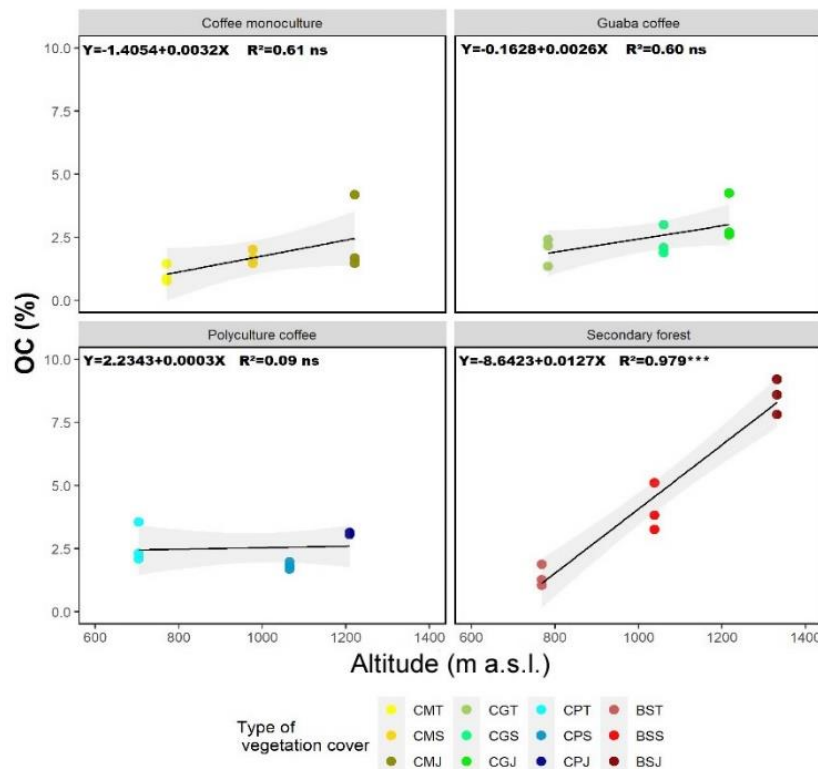 Coffee monoculture
Guaba coffee
Y=-1.4054+0.0032X R²=0.61 ns
Y=-0.1628+0.0026X R²=0.60 ns
10.0
7.5
5.0
2.5
0.0
OC (%)
Polyculture coffee
Secondary forest
Y=2.2343+0.0003X R²=0.09 ns
Y=-8.6423+0.0127X R²=0.979***
10.0
7.5
5.0
2.5
0.0
600 800 1000 1200 1400
600 800 1000 1200 1400
Altitude (m a.s.l.)
Type of
vegetation cover
CMT CGT CPT BST
CMS CGS CPS BSS
CMJ CGJ CPJ BSJ